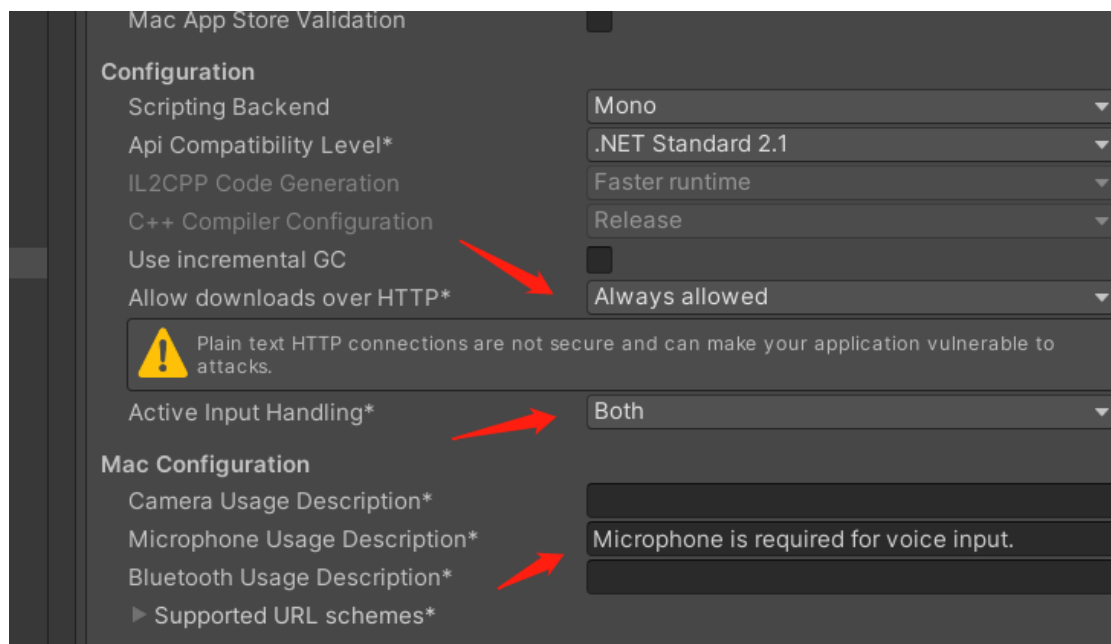 Mac App Store Validation
Configuration
Scripting Backend Mono
Api Compatibility Level* .NET Standard 2.1
IL2CPP Code Generation Faster runtime
C++ Compiler Configuration Release
Use incremental GC
Allow downloads over HTTP* Always allowed
Plain text HTTP connections are not secure and can make your application vulnerable to
attacks.
Active Input Handling* Both
Mac Configuration
Camera Usage Description*
Microphone Usage Description* Microphone is required for voice input.
Bluetooth Usage Description*
Supported URL schemes*